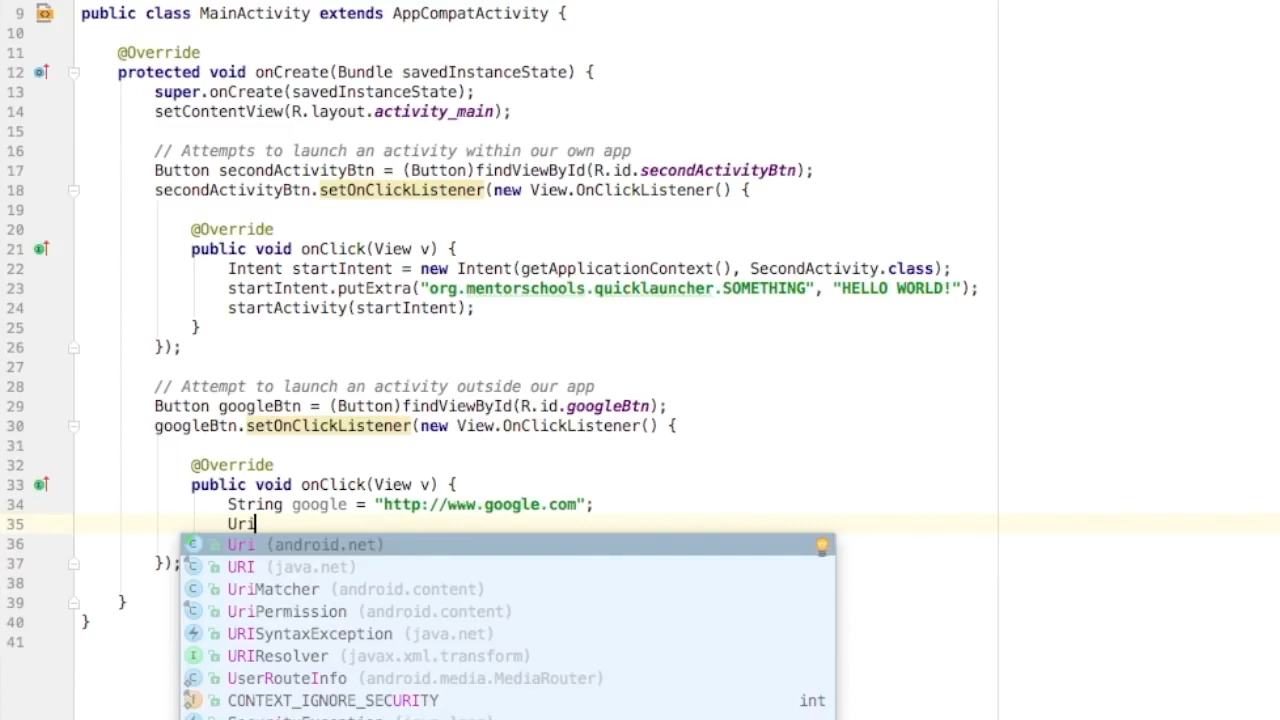 9 public class MainActivity extends AppCompatActivity {
10
11 @Override
12 protected void onCreate(Bundle savedInstanceState) {
13 super.onCreate(savedInstanceState);
14 setContentView(R.layout.activity_main);
15
16 // Attempts to launch an activity within our own app
17 Button secondActivityBtn = (Button)findViewById(R.id.secondActivityBtn);
18 secondActivityBtn.setOnClickListener(new View.OnClickListener() {
19
20 @Override
21 public void onClick(View v) {
22 Intent startIntent = new Intent(getApplicationContext(), SecondActivity.class);
23 startIntent.putExtra("org.mentorschools.quicklauncher.SOMETHING", "HELLO WORLD!");
24 startActivity(startIntent);
25 }
26 });
27
28 // Attempt to launch an activity outside our app
29 Button googleBtn = (Button)findViewById(R.id.googleBtn);
30 googleBtn.setOnClickListener(new View.OnClickListener() {
31
32 @Override
33 public void onClick(View v) {
34 String google = "http://www.google.com";
35 Uri
36 Uri (android.net)
37 });
URI (java.net)
38 UriMatcher (android.content)
39 }
UriPermission (android.content)
40 }
URISyntaxException (java.net)
41
URIResolver (javax.xml.transform)
UserRouteInfo (android.media.MediaRouter)
CONTEXT_IGNORE_SECURITY int
SecurityException (java.lang)